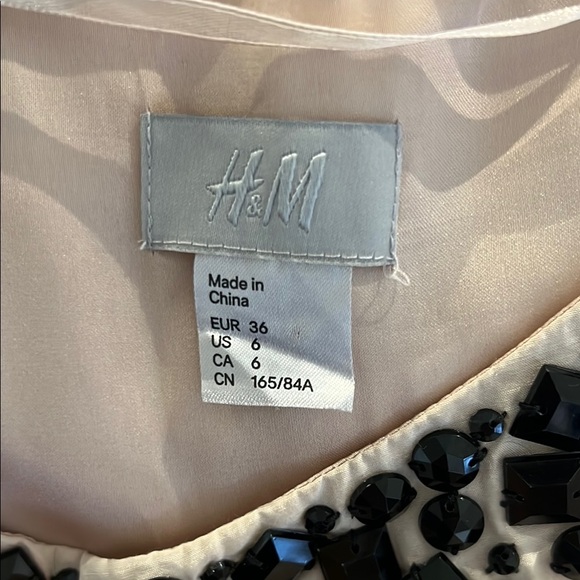 H&M
Made in
China
EUR 36
US 6
CA 6
CN 165/84A